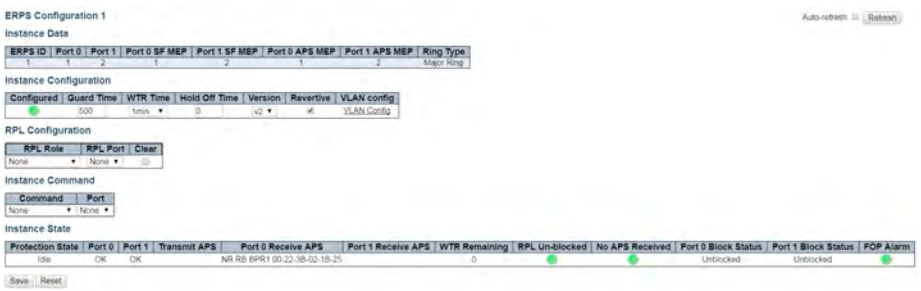 ERPS Configuration 1
Auto-refresh Refresh
Instance Data
ERPS ID Port 0 Port 1 Port 0 SF MEP Port 1 SF MEP Port 0 APS MEP Port 1 APS MEP Ring Type
1 1 2 1 2 1 2 Major Ring
Instance Configuration
Configured Guard Time WTR Time Hold Off Time Version Revertive VLAN config
500 1min 0 v2 VLAN Config
RPL Configuration
RPL Role RPL Port Clear
None None
Instance Command
Command Port
None None
Instance State
Protection State Port 0 Port 1 Transmit APS Port 0 Receive APS Port 1 Receive APS WTR Remaining RPL Un-blocked No APS Received Port 0 Block Status Port 1 Block Status FOP Alarm
Idle OK OK NR RB BPR1 00-22-3B-02-1B-25 0 Unblocked Unblocked
Save Reset